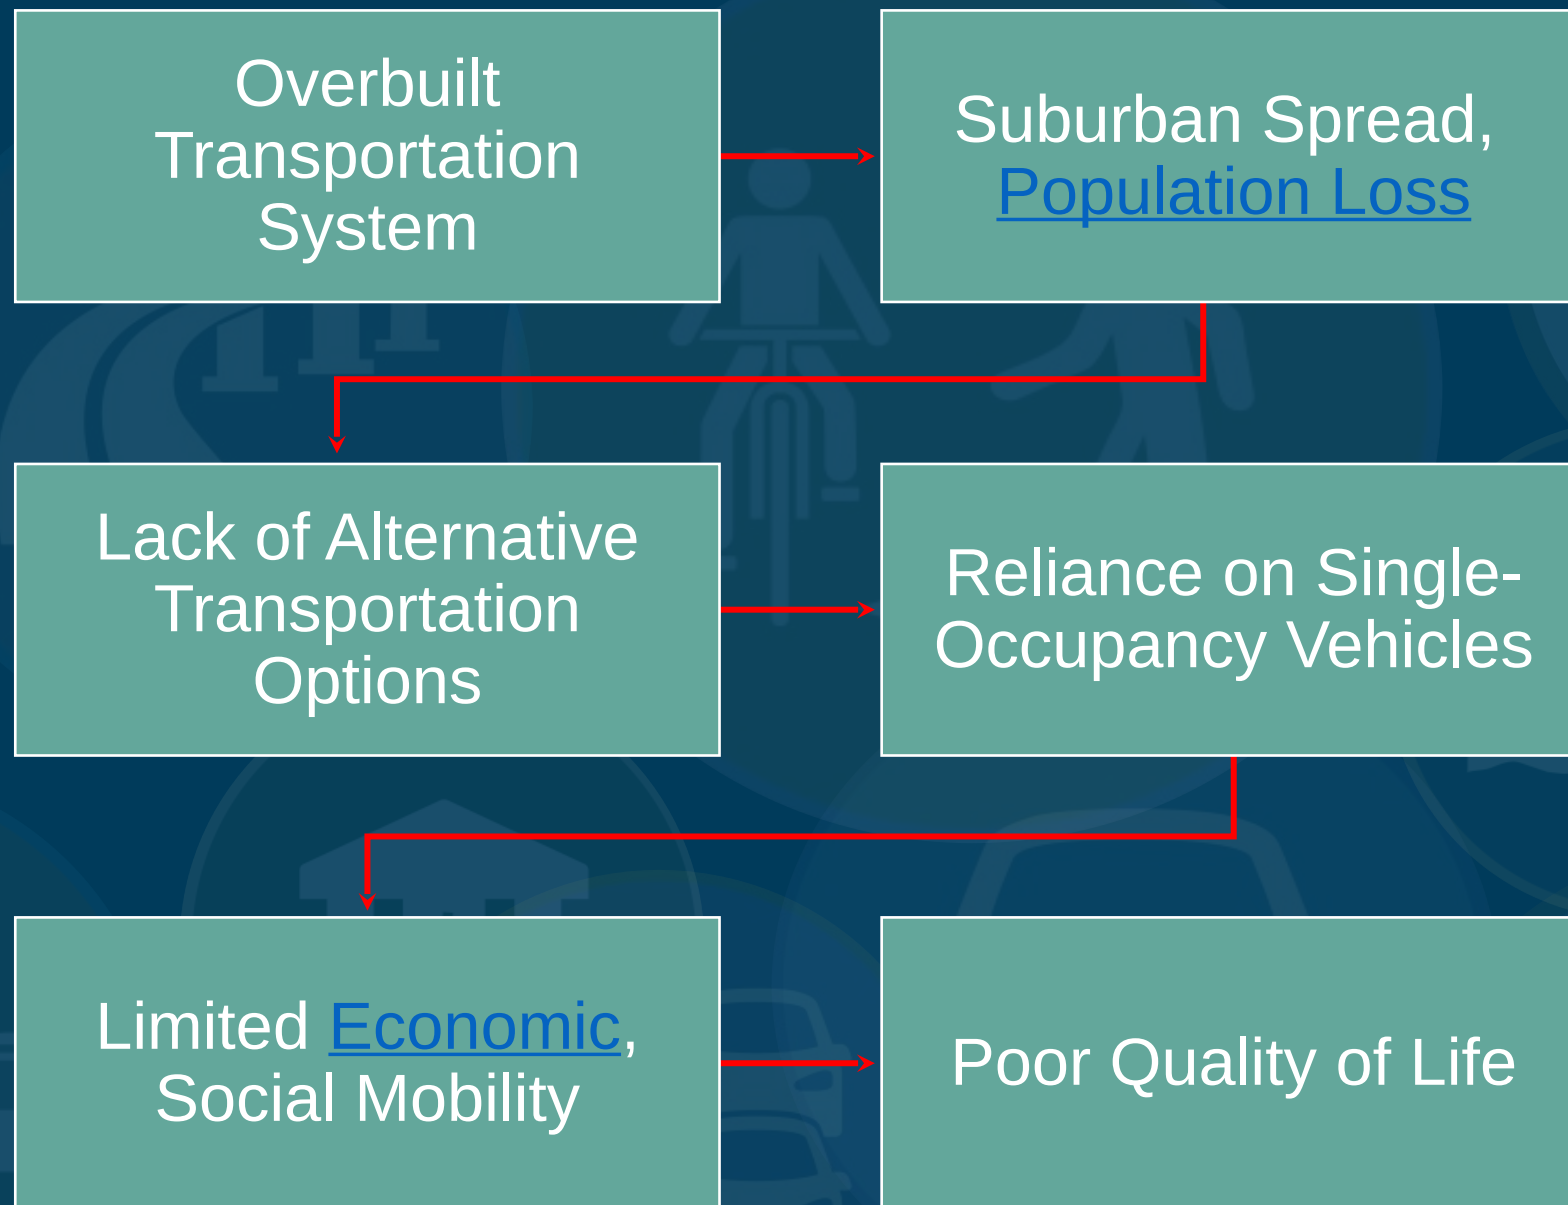 Overbuilt
Transportation
System
Suburban Spread,
Population Loss
Lack of Alternative
Transportation
Options
Reliance on Single-
Occupancy Vehicles
Limited Economic,
Social Mobility
Poor Quality of Life